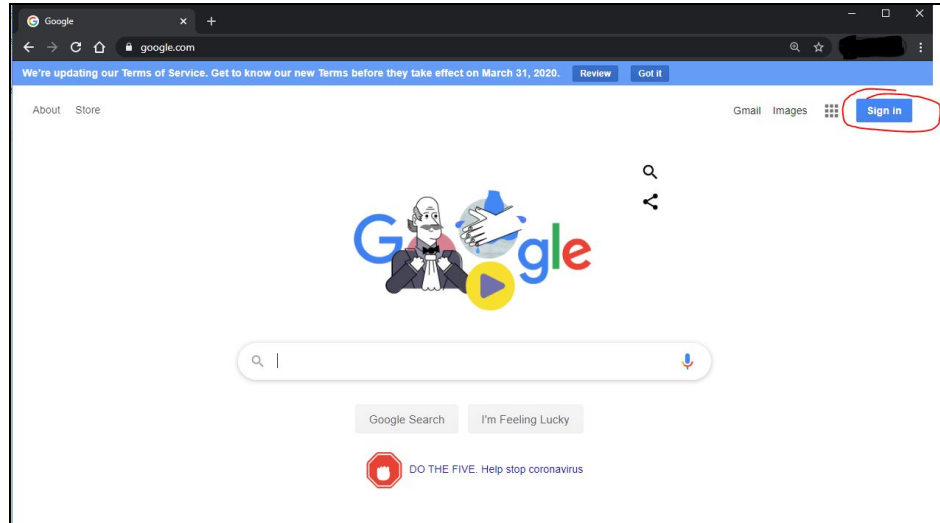 Google
google.com
We're updating our Terms of Service. Get to know our new Terms before they take effect on March 31, 2020. Review Got it
About Store Gmail Images Sign in
Google
Google Search I'm Feeling Lucky
DO THE FIVE. Help stop coronavirus